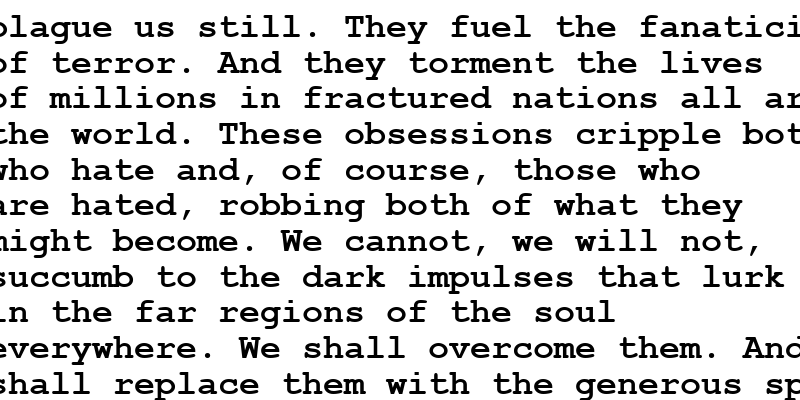 plague us still. They fuel the fanatici
of terror. And they torment the lives
of millions in fractured nations all ar
the world. These obsessions cripple bot
who hate and, of course, those who
are hated, robbing both of what they
might become. We cannot, we will not,
succumb to the dark impulses that lurk
in the far regions of the soul
everywhere. We shall overcome them. And
shall replace them with the generous sp